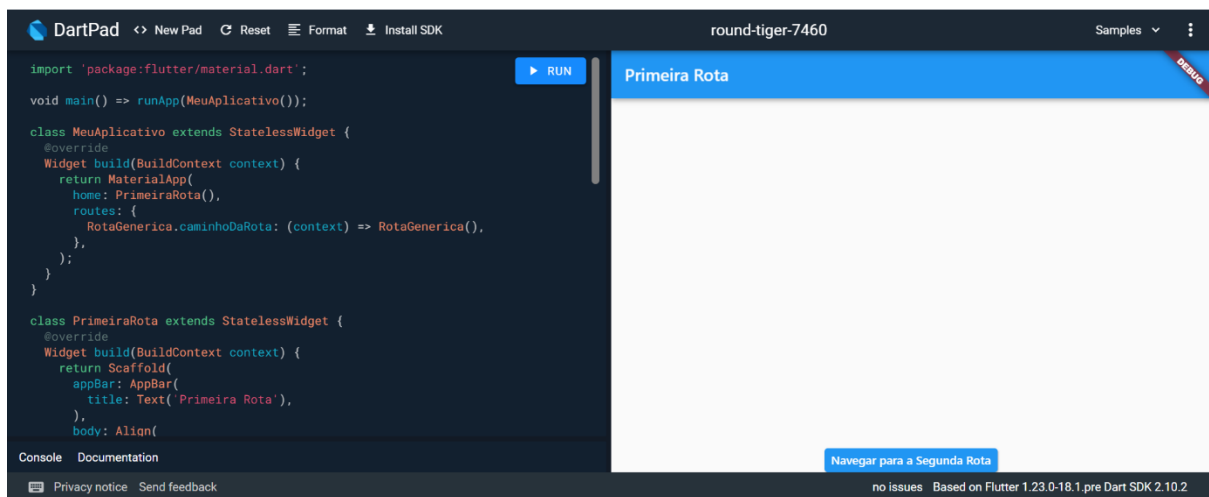 DartPad <> New Pad Reset Format Install SDK round-tiger-7460 Samples
import 'package:flutter/material.dart';
RUN
void main() => runApp(MeuAplicativo());
class MeuAplicativo extends StatelessWidget {
@override
Widget build(BuildContext context) {
return MaterialApp(
home: PrimeiraRota(),
routes: {
RotaGenerica.caminhoDaRota: (context) => RotaGenerica(),
},
);
}
}
class PrimeiraRota extends StatelessWidget {
@override
Widget build(BuildContext context) {
return Scaffold(
appBar: AppBar(
title: Text('Primeira Rota'),
),
body: Align(
Console Documentation
Primeira Rota
DEBUG
Navegar para a Segunda Rota
Privacy notice Send feedback
no issues Based on Flutter 1.23.0-18.1.pre Dart SDK 2.10.2